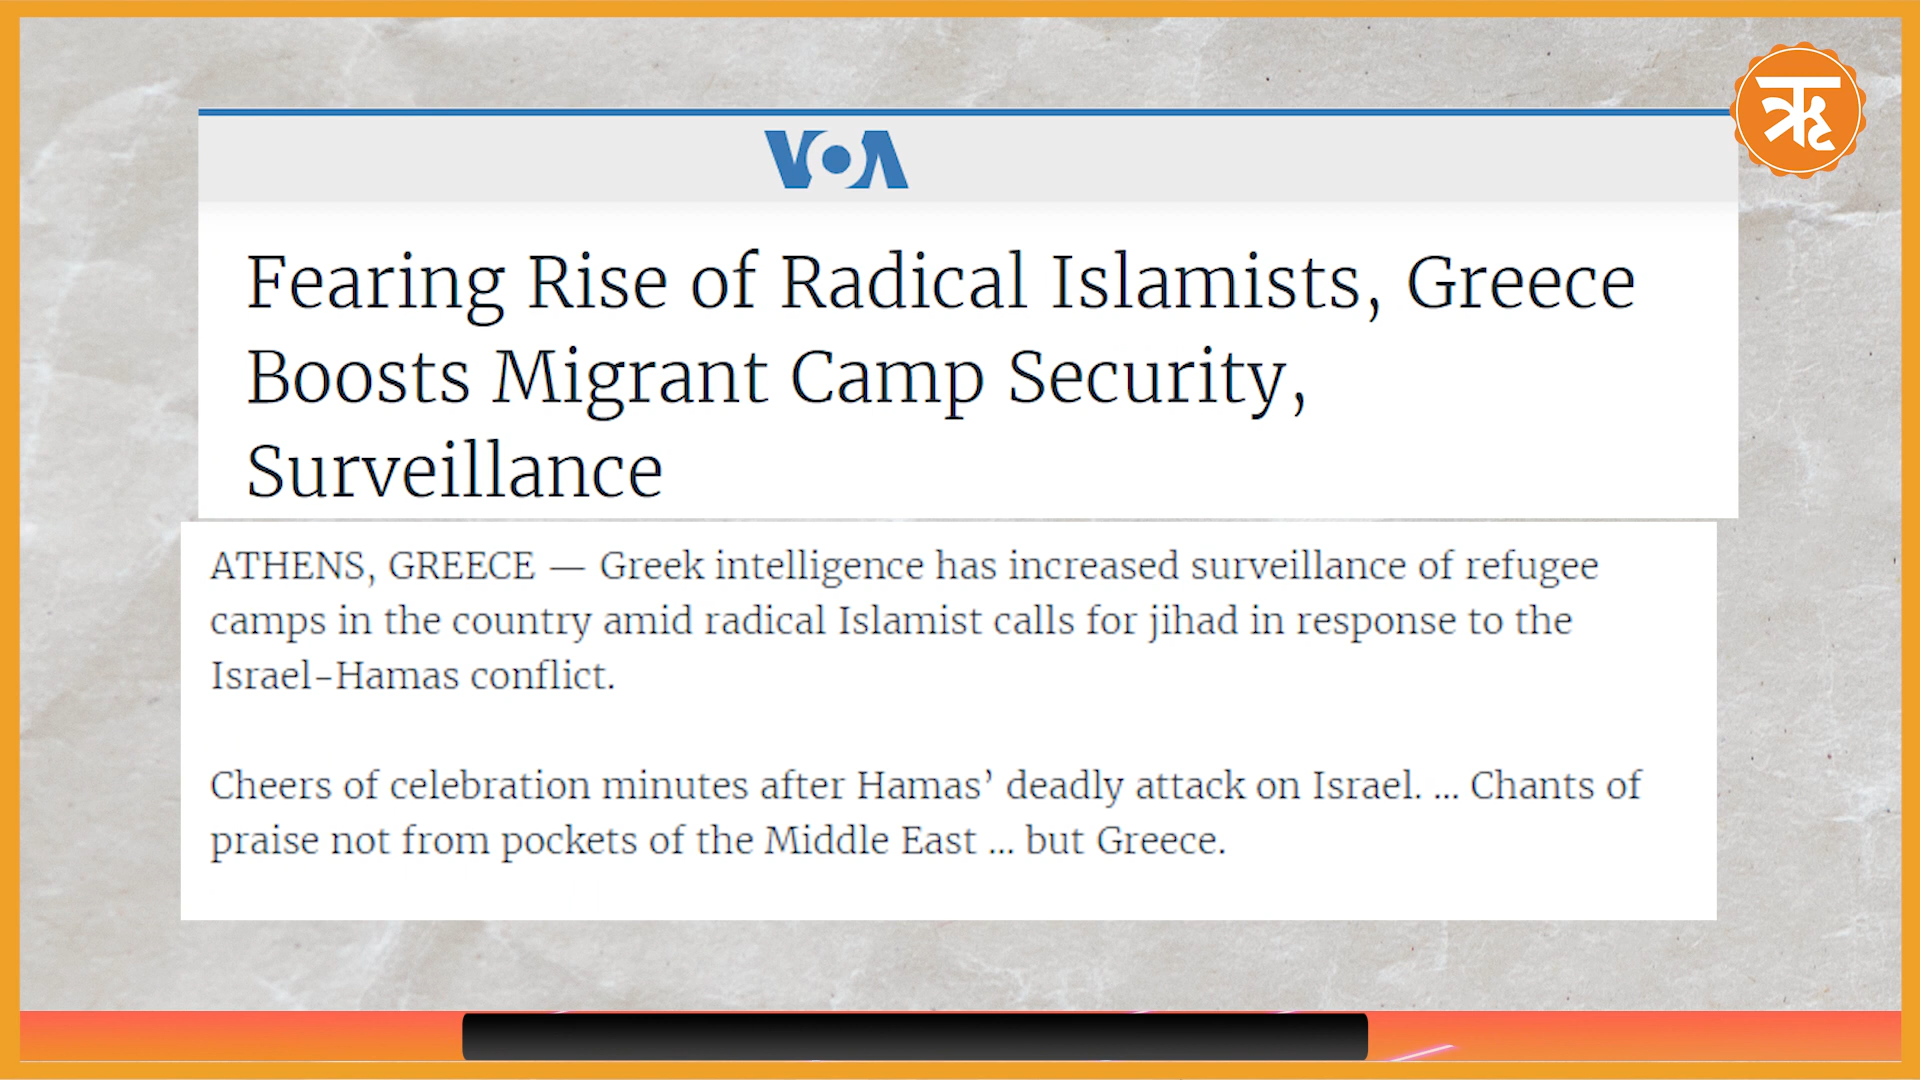 VOA
ऋ
Fearing Rise of Radical Islamists, Greece
Boosts Migrant Camp Security,
Surveillance
ATHENS, GREECE — Greek intelligence has increased surveillance of refugee
camps in the country amid radical Islamist calls for jihad in response to the
Israel-Hamas conflict.
Cheers of celebration minutes after Hamas’ deadly attack on Israel. ... Chants of
praise not from pockets of the Middle East ... but Greece.